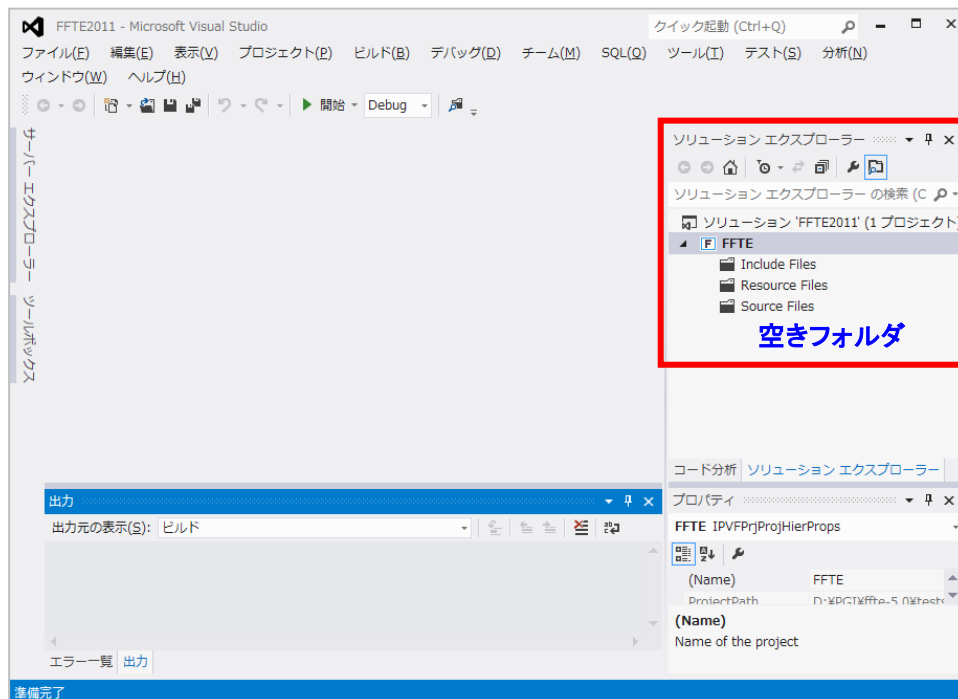 FFTE2011 - Microsoft Visual Studio
クイック起動 (Ctrl+Q)
ファイル(F) 編集(E) 表示(V) プロジェクト(P) ビルド(B) デバッグ(D) チーム(M) SQL(Q) ツール(T) テスト(S) 分析(N)
ウィンドウ(W) ヘルプ(H)
開始 Debug
サーバー エクスプローラー
ツールボックス
ソリューション エクスプローラー
ソリューション エクスプローラー の検索 (C
ソリューション 'FFTE2011' (1 プロジェクト)
FFTE
Include Files
Resource Files
Source Files
空きフォルダ
コード分析 ソリューション エクスプローラー
出力
出力元の表示(S): ビルド
エラー一覧 出力
プロパティ
FFTE IPVFPrjProjHierProps
(Name) FFTE
ProjectPath D:¥PGI¥ffte-5.0¥tests
(Name)
Name of the project
準備完了